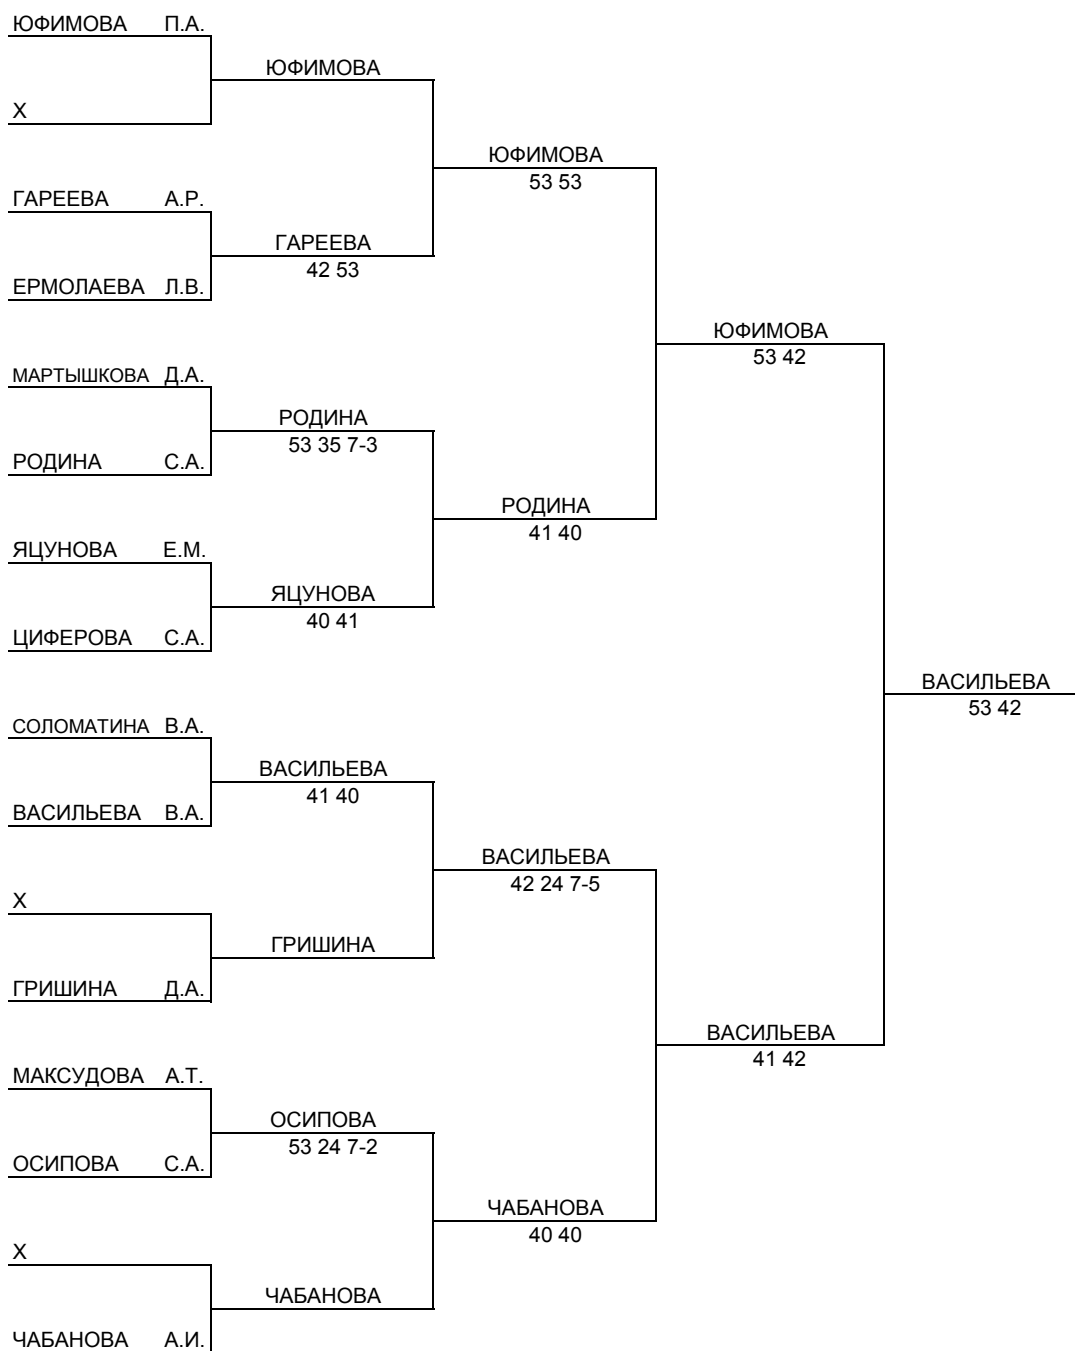 ЮФИМОВА П.А.
ЮФИМОВА
X
ЮФИМОВА
53 53
ГАРЕЕВА А.Р.
ГАРЕЕВА
42 53
ЕРМОЛАЕВА Л.В.
ЮФИМОВА
53 42
МАРТЫШКОВА Д.А.
РОДИНА
53 35 7-3
РОДИНА С.А.
РОДИНА
41 40
ЯЦУНОВА Е.М.
ЯЦУНОВА
40 41
ЦИФЕРОВА С.А.
ВАСИЛЬЕВА
53 42
СОЛОМАТИНА В.А.
ВАСИЛЬЕВА
41 40
ВАСИЛЬЕВА В.А.
ВАСИЛЬЕВА
42 24 7-5
X
ГРИШИНА
ГРИШИНА Д.А.
ВАСИЛЬЕВА
41 42
МАКСУДОВА А.Т.
ОСИПОВА
53 24 7-2
ОСИПОВА С.А.
ЧАБАНОВА
40 40
X
ЧАБАНОВА
ЧАБАНОВА А.И.